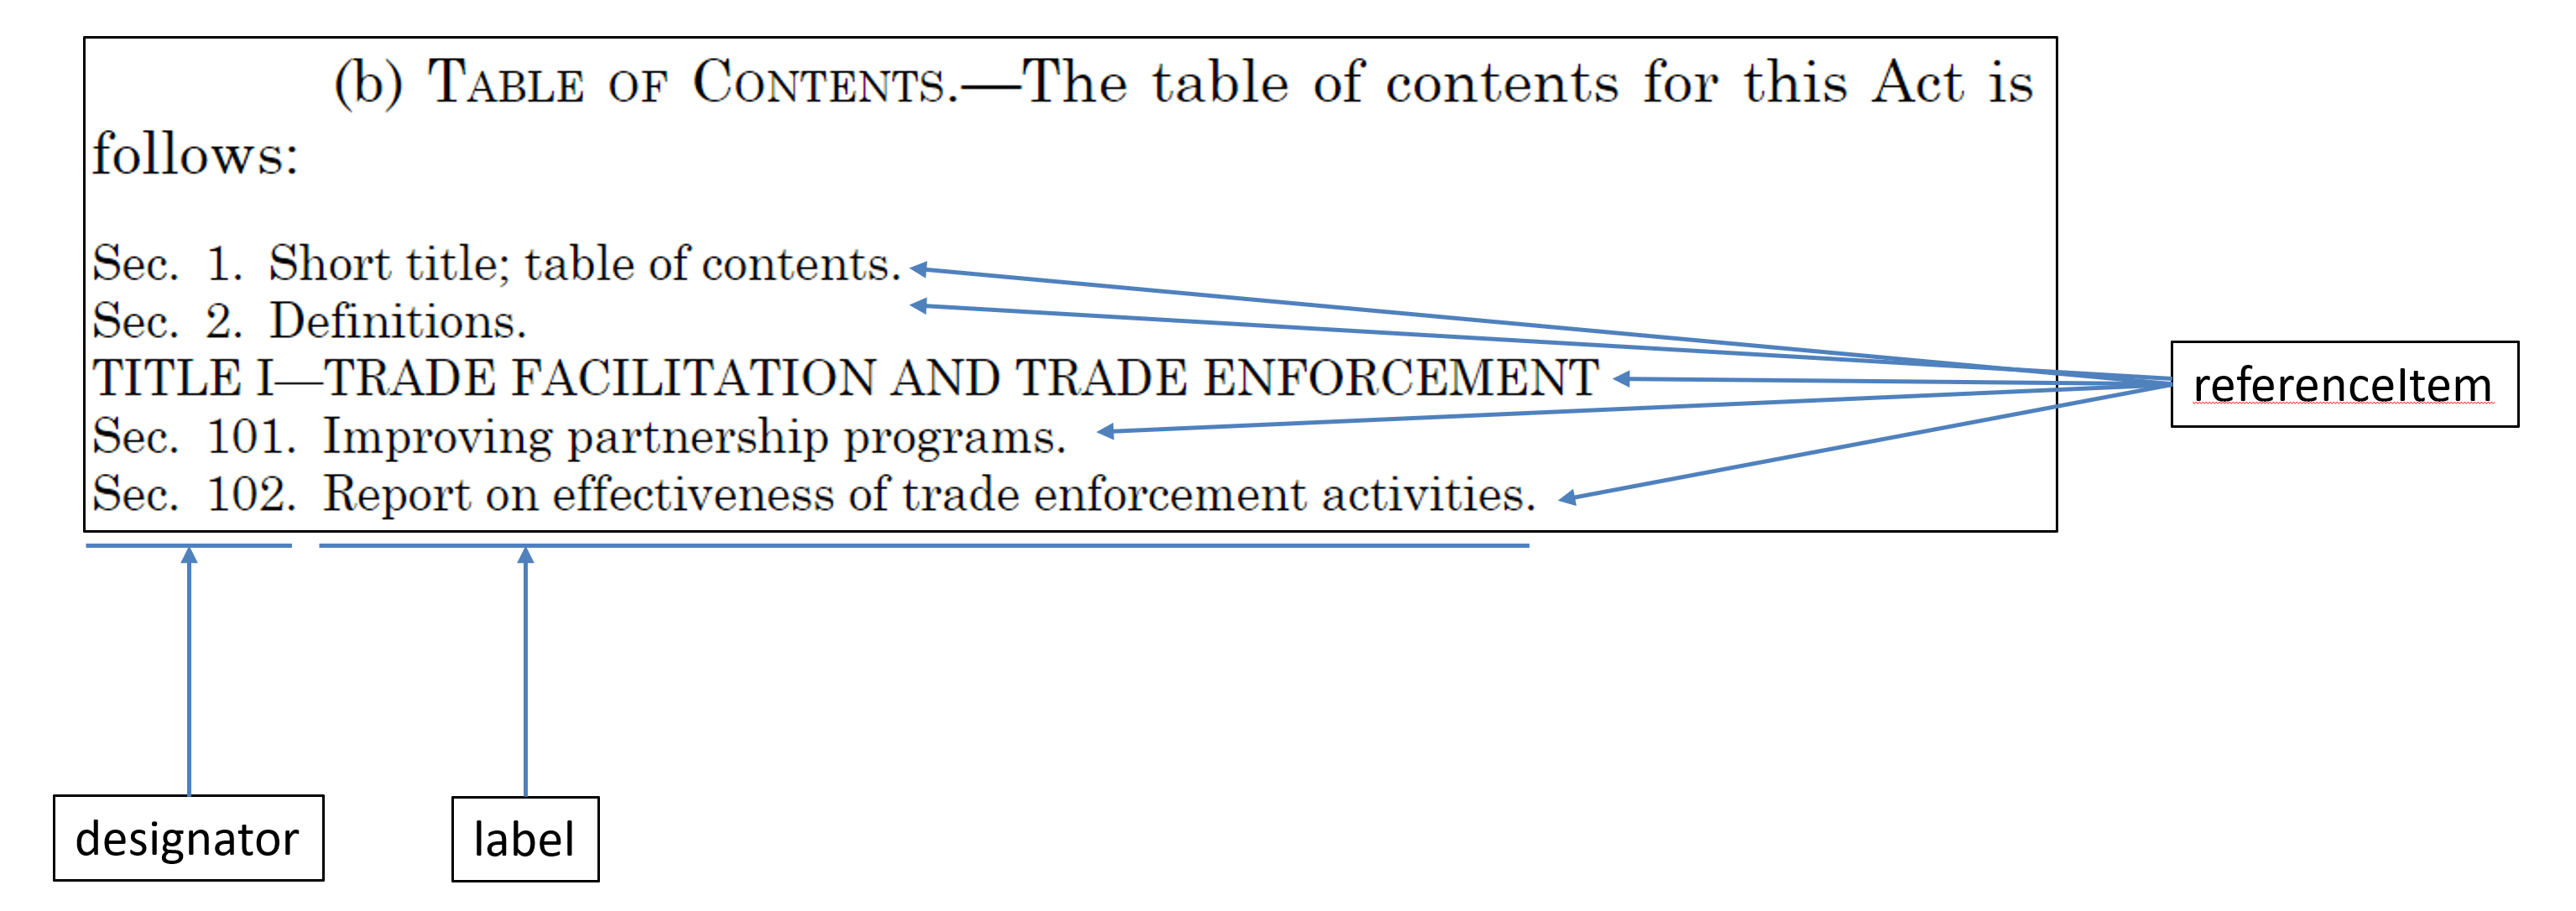 (b) TABLE OF CONTENTS.—The table of contents for this Act is
follows:
Sec. 1. Short title; table of contents.
Sec. 2. Definitions.
TITLE I—TRADE FACILITATION AND TRADE ENFORCEMENT
Sec. 101. Improving partnership programs.
Sec. 102. Report on effectiveness of trade enforcement activities.
referenceItem
designator
label